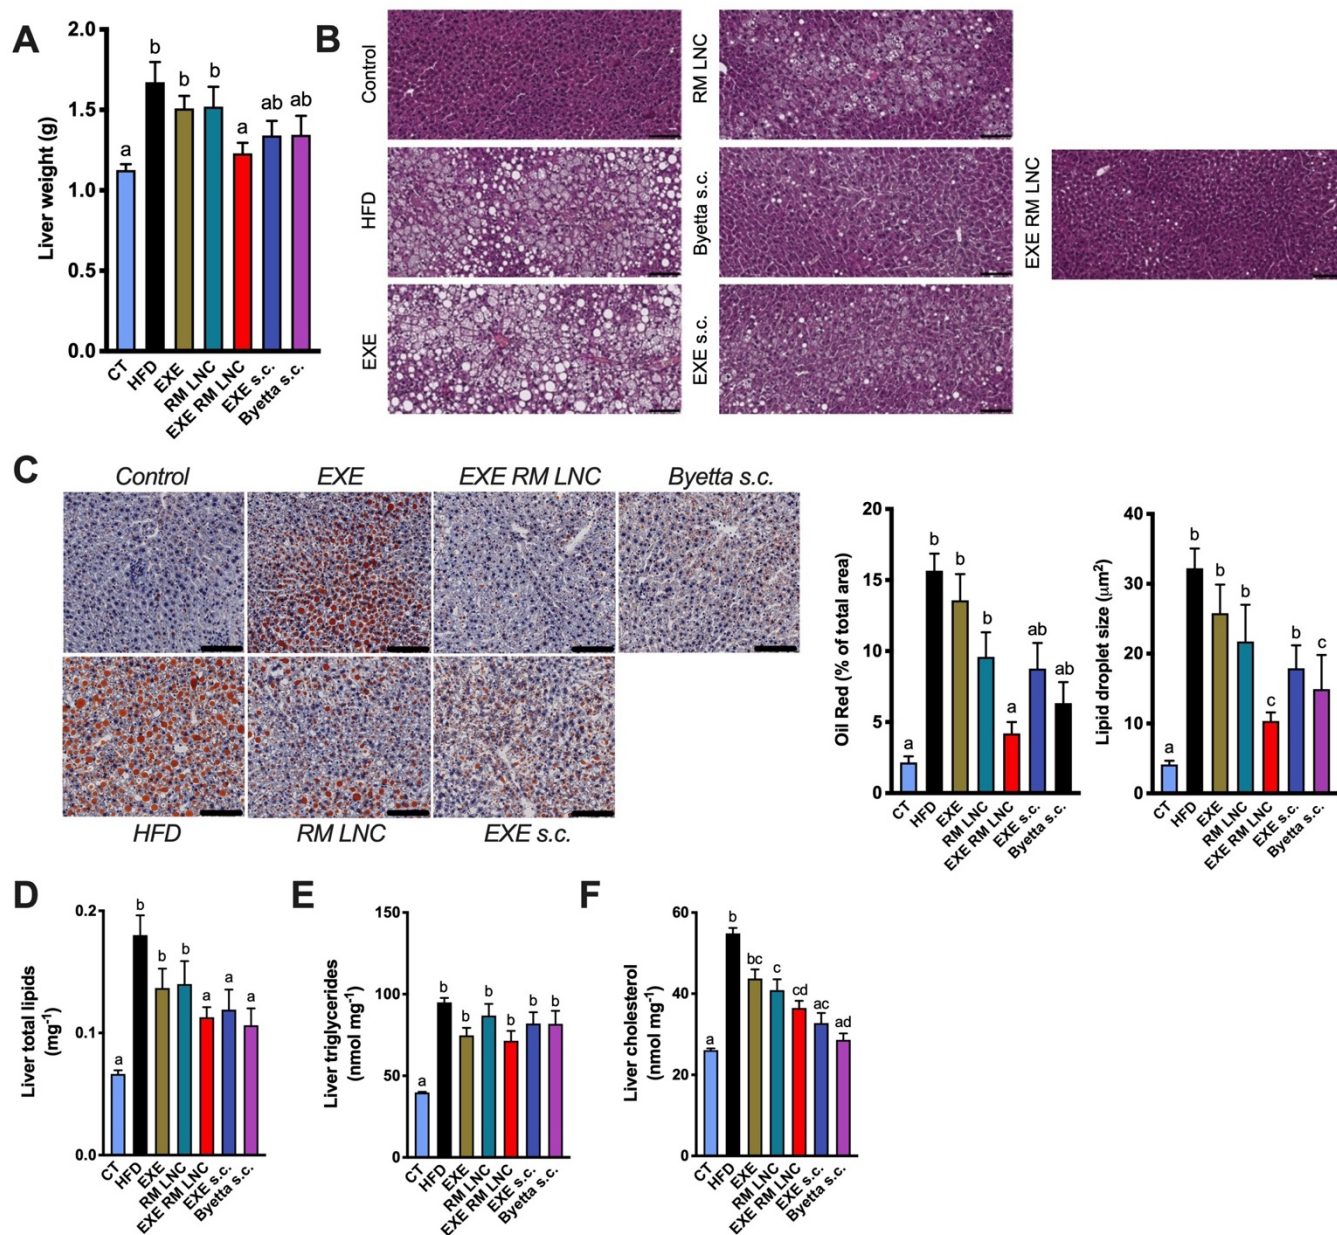 A
Liver weight (g)
2.0
1.5
1.0
0.5
0.0
a
b
b
b
a
ab
ab
CT
HFD
EXE
RM LNC
EXE RM LNC
EXE s.c.
Byetta s.c.
B
Control
HFD
EXE
RM LNC
Byetta s.c.
EXE s.c.
EXE RM LNC
C
Control
EXE
EXE RM LNC
Byetta s.c.
HFD
RM LNC
EXE s.c.
Oil Red (% of total area)
20
15
10
5
0
a
b
b
b
a
ab
ab
CT
HFD
EXE
RM LNC
EXE RM LNC
EXE s.c.
Byetta s.c.
Lipid droplet size (μm²)
40
30
20
10
0
a
b
b
b
c
b
c
CT
HFD
EXE
RM LNC
EXE RM LNC
EXE s.c.
Byetta s.c.
D
Liver total lipids
(mg⁻¹)
0.2
0.1
0.0
a
b
b
b
a
a
a
CT
HFD
EXE
RM LNC
EXE RM LNC
EXE s.c.
Byetta s.c.
E
Liver triglycerides
(nmol mg⁻¹)
150
100
50
0
a
b
b
b
b
b
b
CT
HFD
EXE
RM LNC
EXE RM LNC
EXE s.c.
Byetta s.c.
F
Liver cholesterol
(nmol mg⁻¹)
60
40
20
0
a
b
bc
c
cd
ac
ad
CT
HFD
EXE
RM LNC
EXE RM LNC
EXE s.c.
Byetta s.c.